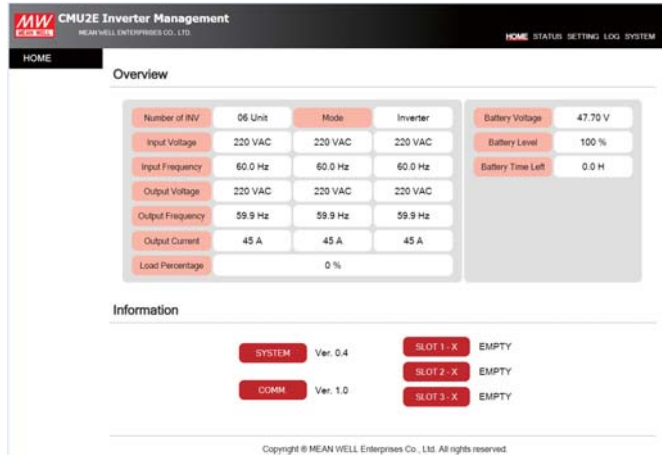 MW
MEAN WELL
CMU2E Inverter Management
MEAN WELL ENTERPRISES CO., LTD.
HOME STATUS SETTING LOG SYSTEM
HOME
Overview
Number of INV 06 Unit Mode Inverter
Input Voltage 220 VAC 220 VAC 220 VAC
Input Frequency 60.0 Hz 60.0 Hz 60.0 Hz
Output Voltage 220 VAC 220 VAC 220 VAC
Output Frequency 59.9 Hz 59.9 Hz 59.9 Hz
Output Current 45 A 45 A 45 A
Load Percentage 0 %
Battery Voltage 47.70 V
Battery Level 100 %
Battery Time Left 0.0 H
Information
SYSTEM Ver. 0.4
COMM Ver. 1.0
SLOT 1 - X EMPTY
SLOT 2 - X EMPTY
SLOT 3 - X EMPTY
Copyright © MEAN WELL Enterprises Co., Ltd. All rights reserved.